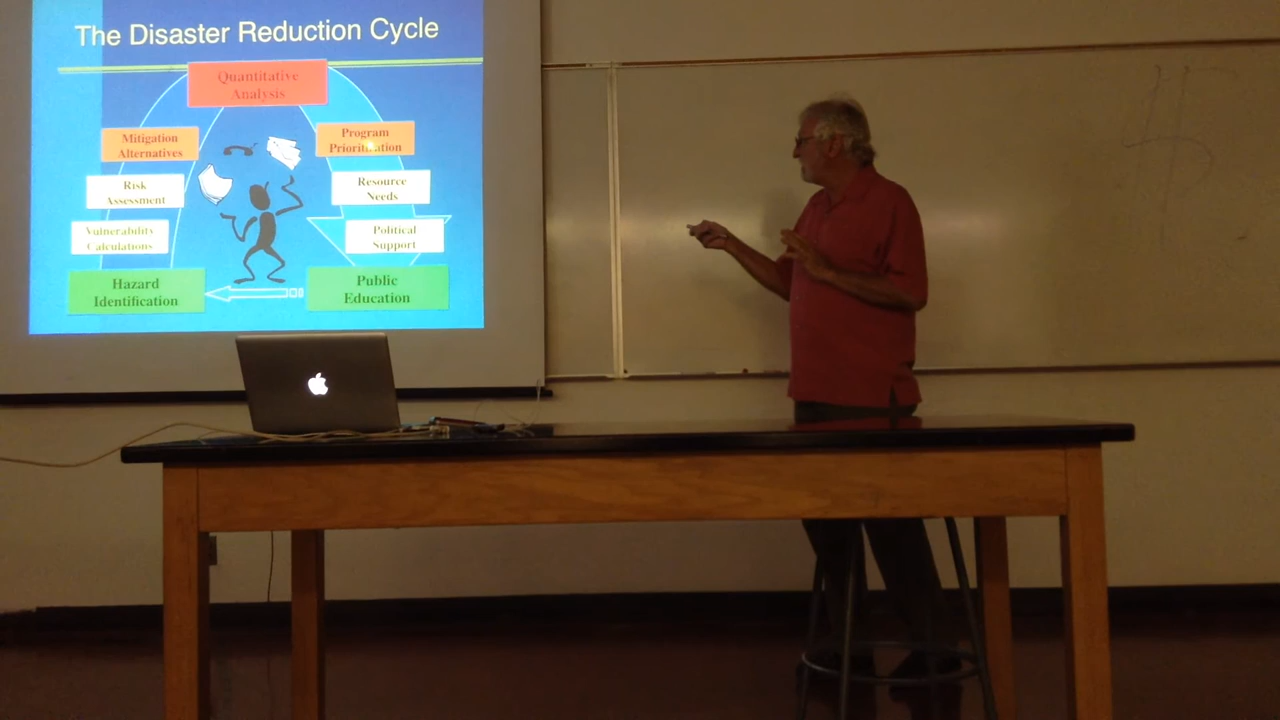 The Disaster Reduction Cycle
Quantitative
Analysis
Mitigation
Alternatives
Program
Prioritization
Risk
Assessment
Resource
Needs
Vulnerability
Calculations
Political
Support
Hazard
Identification
Public
Education